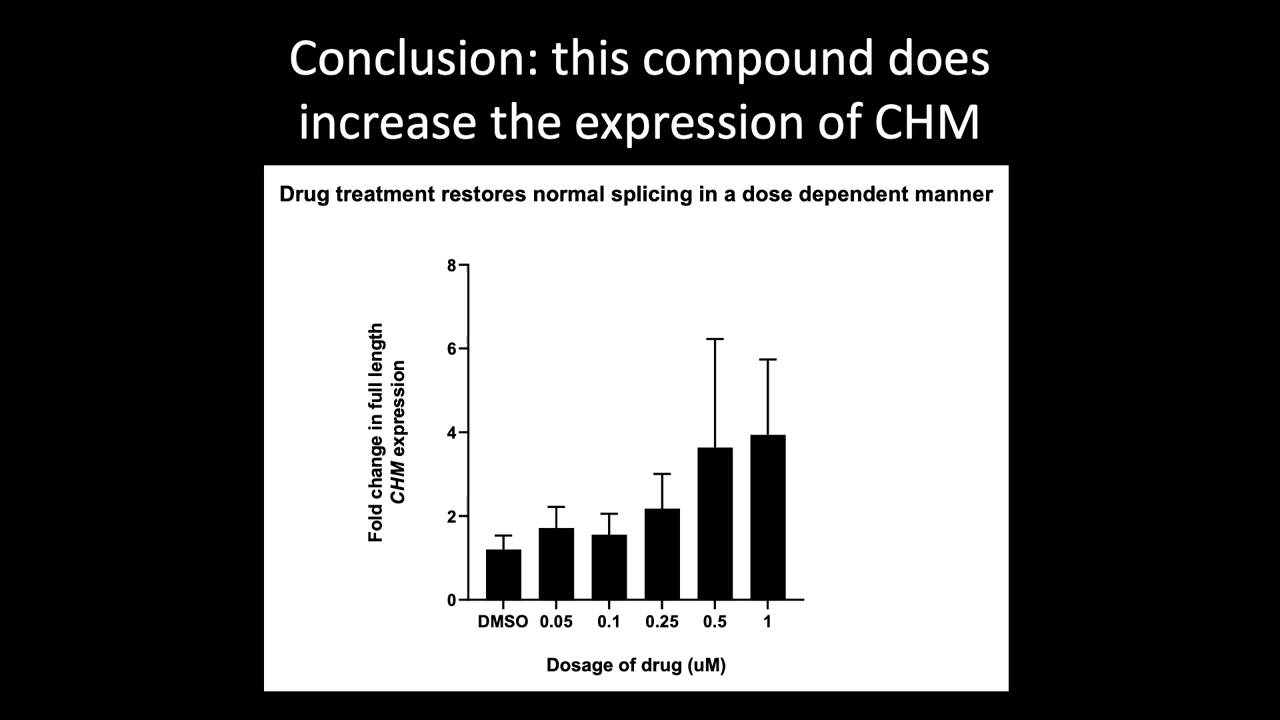 Conclusion: this compound does
increase the expression of CHM
Drug treatment restores normal splicing in a dose dependent manner
Fold change in full length
CHM expression
8
6
4
2
0
DMSO 0.05 0.1 0.25 0.5 1
Dosage of drug (uM)